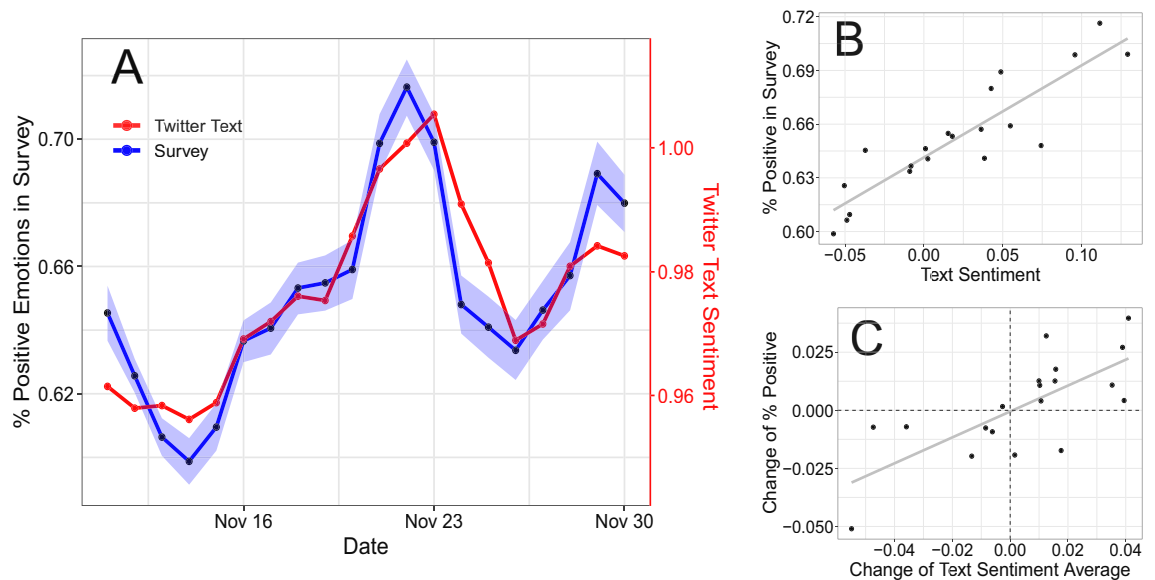 A
Twitter Text
Survey
% Positive Emotions in Survey
0.70
0.66
0.62
1.00
0.98
0.96
Twitter Text Sentiment
Nov 16
Nov 23
Nov 30
Date
B
% Positive in Survey
0.72
0.69
0.66
0.63
0.60
−0.05
0.00
0.05
0.10
Text Sentiment
C
Change of % Positive
0.025
0.000
−0.025
−0.050
−0.04
−0.02
0.00
0.02
0.04
Change of Text Sentiment Average